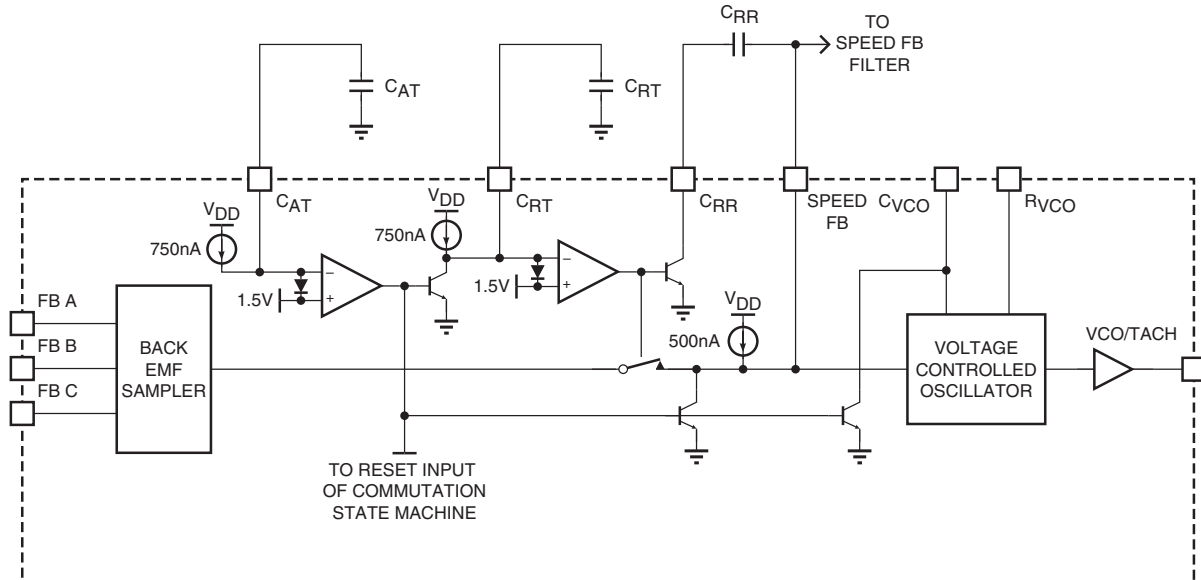 CRR
TO
SPEED FB
FILTER
CAT
CRT
CAT
CRT
CRR
SPEED
FB
CVCO
RVCO
VDD
750nA
VDD
750nA
−
+
1.5V
−
+
1.5V
VDD
500nA
FB A
FB B
FB C
BACK
EMF
SAMPLER
VOLTAGE
CONTROLLED
OSCILLATOR
VCO/TACH
TO RESET INPUT
OF COMMUTATION
STATE MACHINE